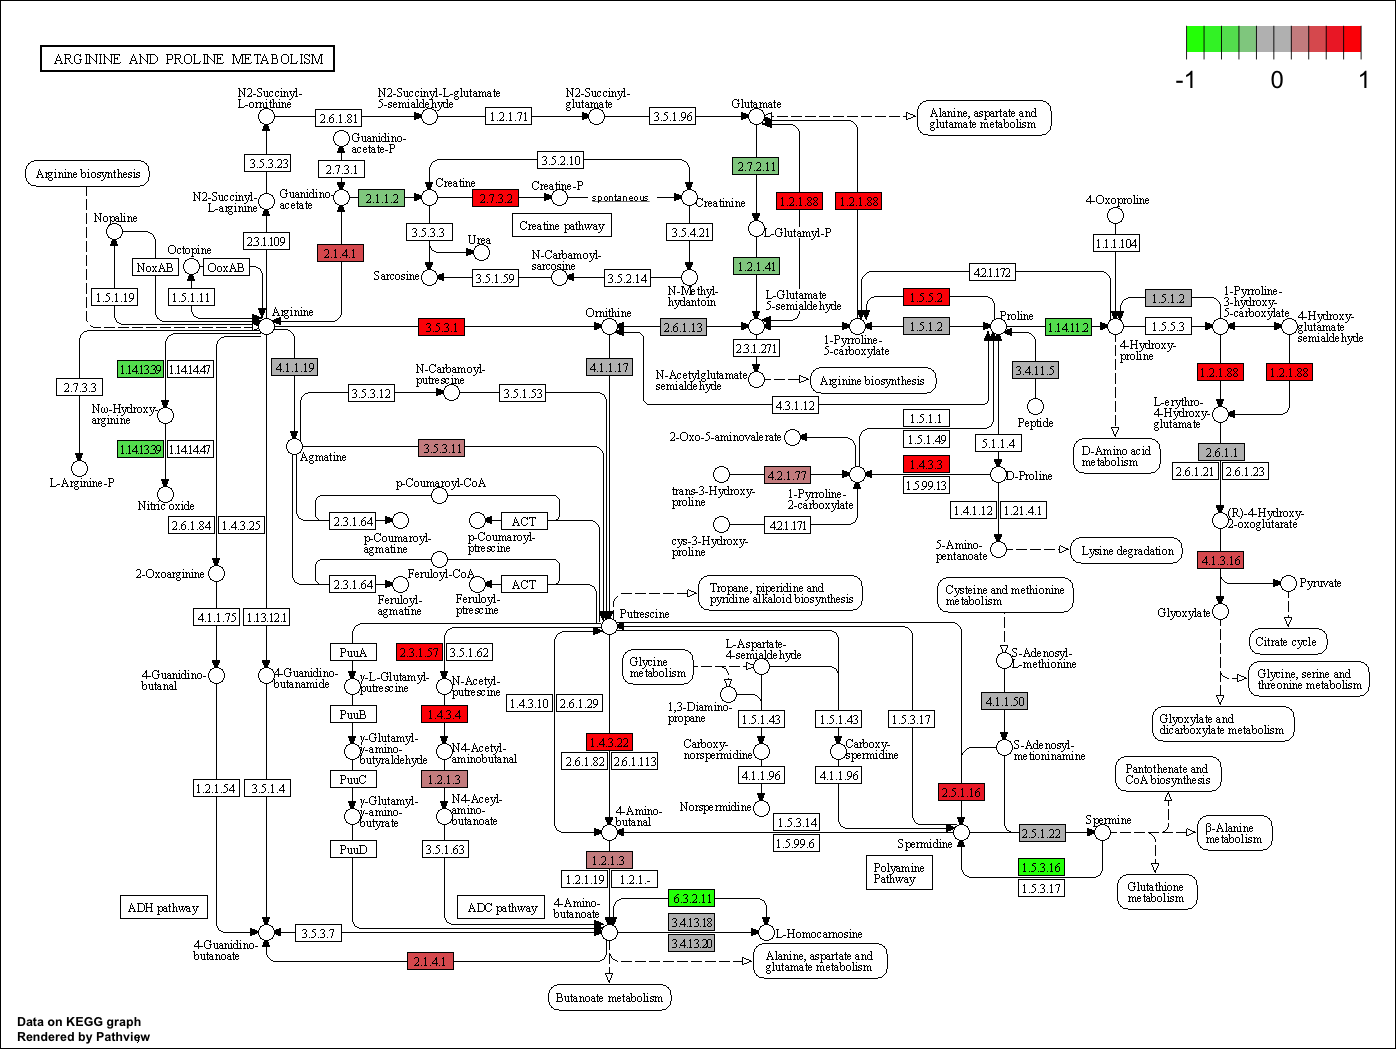 ARGININE AND PROLINE METABOLISM
-1 0 1
N2-Succinyl-
L-ornithine
2.6.1.81
N2-Succinyl-L-glutamate
5-semialdehyde
1.2.1.71
N2-Succinyl-
glutamate
3.5.1.96
Glutamate
Alanine, aspartate and
glutamate metabolism
3.5.3.23
Guanidino-
acetate-P
2.7.3.1
Arginine biosynthesis
N2-Succinyl-
L-arginine
Guanidino
acetate
2.1.1.2
Creatine
2.7.3.2
Creatine-P
spontaneous
Creatinine
3.5.2.10
Creatine pathway
2.7.2.11
1.2.1.88
1.2.1.88
L-Glutamyl-P
1.2.1.41
L-Glutamate
5-semialdehyde
4-Oxoproline
1.1.1.104
4.2.1.172
Nopaline
Octopine
NoxAB
OoxAB
1.5.1.19
1.5.1.11
2.3.1.109
2.1.4.1
3.5.3.3
Urea
Sarcosine
3.5.1.59
N-Carbamoyl-
sarcosine
3.5.2.14
3.5.4.21
N-Methyl-
hydantoin
Arginine
3.5.3.1
Ornithine
2.6.1.13
1.5.5.2
1.5.1.2
1-Pyrroline-
5-carboxylate
Proline
1.14.11.2
4-Hydroxy-
proline
1.5.1.2
1.5.5.3
1-Pyrroline-
3-hydroxy-
5-carboxylate
4-Hydroxy-
glutamate
semialdehyde
2.3.1.271
N-Acetylglutamate
semialdehyde
Arginine biosynthesis
1.14.13.39
1.14.14.47
2.7.3.3
4.1.1.19
4.1.1.17
3.4.11.5
Peptide
1.2.1.88
1.2.1.88
N-Carbamoyl-
putrescine
3.5.3.12
3.5.1.53
4.3.1.12
L-erythro-
4-Hydroxy-
glutamate
Nω-Hydroxy-
arginine
1.14.13.39
1.14.14.47
Agmatine
3.5.3.11
2-Oxo-5-aminovalerate
1.5.1.1
1.5.1.49
5.1.1.4
D-Amino acid
metabolism
2.6.1.1
2.6.1.21
2.6.1.23
L-Arginine-P
Nitric oxide
trans-3-Hydroxy-
proline
4.2.1.77
1-Pyrroline-
2-carboxylate
1.4.3.3
1.5.99.13
D-Proline
p-Coumaroyl-CoA
2.3.1.64
ACT
p-Coumaroyl-
agmatine
p-Coumaroyl-
ptrescine
4.2.1.171
cys-3-Hydroxy-
proline
1.4.1.12
1.21.4.1
5-Amino-
pentanoate
Lysine degradation
(R)-4-Hydroxy-
2-oxoglutarate
2.6.1.84
1.4.3.25
4.1.3.16
2-Oxoarginine
Feruloyl-CoA
2.3.1.64
ACT
Feruloyl-
agmatine
Feruloyl-
ptrescine
Pyruvate
Glyoxylate
Citrate cycle
Tropane, piperidine and
pyridine alkaloid biosynthesis
Cysteine and methionine
metabolism
4.1.1.75
1.13.12.1
Putrescine
PuuA
2.3.1.57
3.5.1.62
Glycine
metabolism
L-Aspartate-
4-semialdehyde
S-Adenosyl-
L-methionine
Glycine, serine and
threonine metabolism
4-Guanidino-
butanal
4-Guanidino-
butanamide
γ-L-Glutamyl-
putrescine
N-Acetyl-
putrescine
1.4.3.10
2.6.1.29
1,3-Diamino-
propane
4.1.1.50
Glyoxylate and
dicarboxylate metabolism
PuuB
1.4.3.4
1.5.1.43
1.5.1.43
1.5.3.17
1.4.3.22
2.6.1.82
2.6.1.113
γ-Glutamyl-
γ-amino-
butyraldehyde
N4-Acetyl-
aminobutanal
Carboxy-
norspermidine
Carboxy-
spermidine
S-Adenosyl-
metioninamine
PuuC
1.2.1.3
4.1.1.96
4.1.1.96
Pantothenate and
CoA biosynthesis
1.2.1.54
3.5.1.4
γ-Glutamyl-
γ-amino-
butyrate
N4-Aceyl-
amino-
butanoate
4-Amino-
butanal
Norspermidine
2.5.1.16
1.5.3.14
1.5.99.6
Spermidine
2.5.1.22
Spermine
β-Alanine
metabolism
PuuD
3.5.1.63
1.2.1.3
1.2.1.19
1.2.1.-
Polyamine
Pathway
1.5.3.16
1.5.3.17
Glutathione
metabolism
ADH pathway
ADC pathway
4-Amino-
butanoate
6.3.2.11
3.4.13.18
3.4.13.20
L-Homocarnosine
4-Guanidino-
butanoate
3.5.3.7
2.1.4.1
Alanine, aspartate and
glutamate metabolism
Butanoate metabolism
Data on KEGG graph
Rendered by Pathview